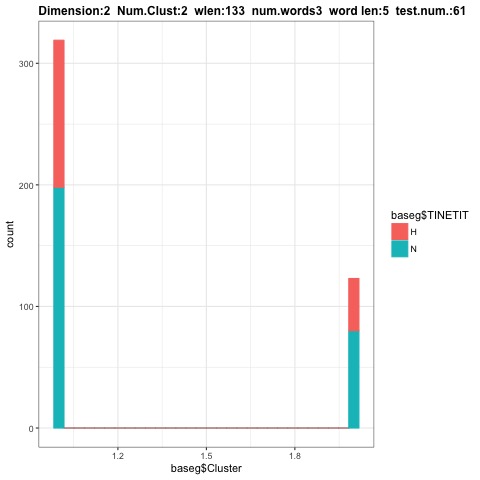 Dimension:2 Num.Clust:2 wlen:133 num.words3 word len:5 test.num.:61
300
200
100
0
count
1.2 1.5 1.8
baseg$Cluster
baseg$TINETIT
H
N